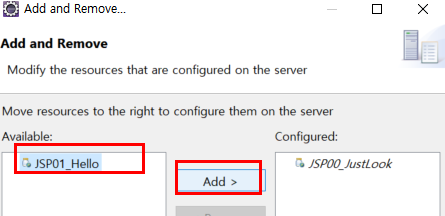 Add and Remove...
Add and Remove
Modify the resources that are configured on the server
Move resources to the right to configure them on the server
Available:
Configured:
JSP01_Hello
JSP00_JustLook
Add >